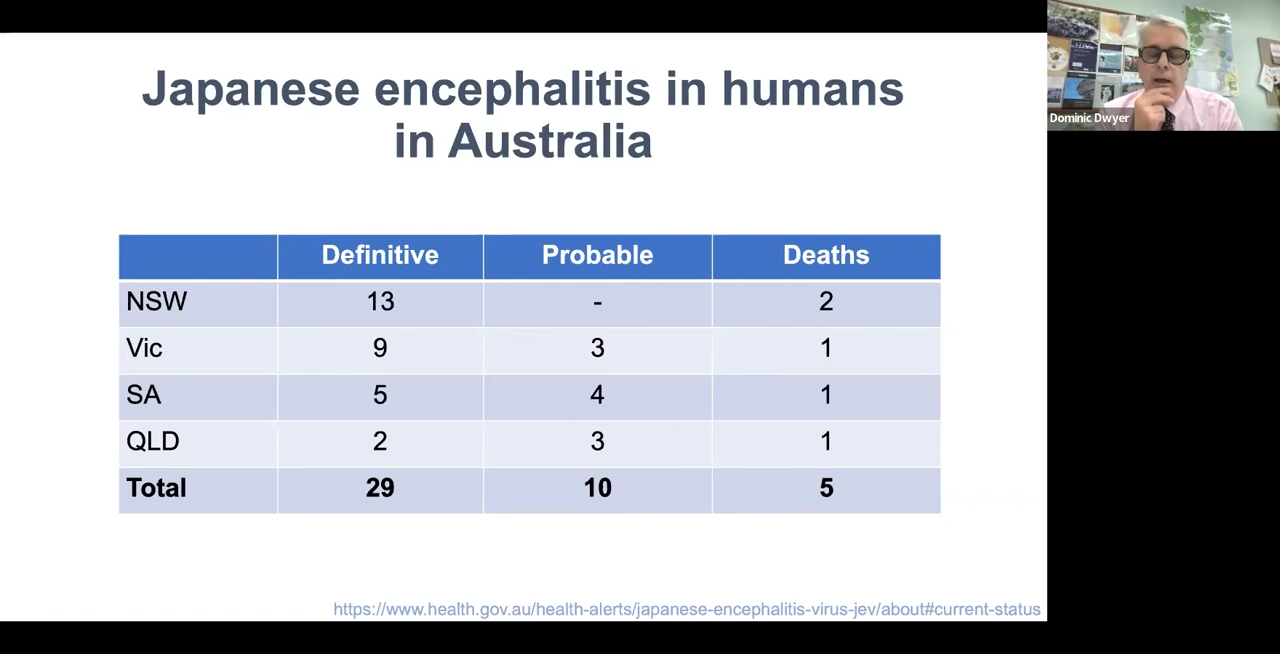 Japanese encephalitis in humans
in Australia
Definitive Probable Deaths
NSW 13 - 2
Vic 9 3 1
SA 5 4 1
QLD 2 3 1
Total 29 10 5
https://www.health.gov.au/health-alerts/japanese-encephalitis-virus-jev/about#current-status
Dominic Dwyer